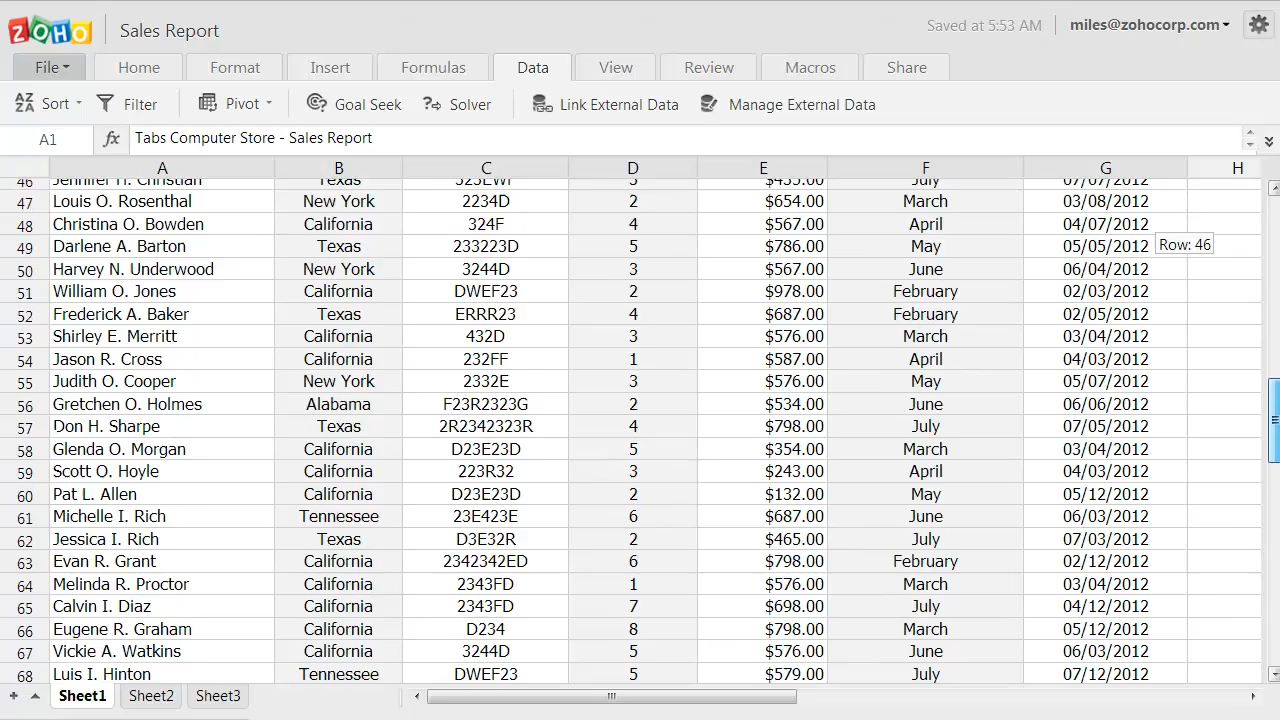 ZOHO Sales Report Saved at 5:53 AM miles@zohocorp.com
File Home Format Insert Formulas Data View Review Macros Share
AZ ZA Sort Filter Pivot Goal Seek Solver Link External Data Manage External Data
A1 fx Tabs Computer Store - Sales Report
A B C D E F G H
46 Jennifer H. Christian Texas 323EWF $455.00 July 07/07/2012
47 Louis O. Rosenthal New York 2234D 2 $654.00 March 03/08/2012
48 Christina O. Bowden California 324F 4 $567.00 April 04/07/2012
49 Darlene A. Barton Texas 233223D 5 $786.00 May 05/05/2012 Row: 46
50 Harvey N. Underwood New York 3244D 3 $567.00 June 06/04/2012
51 William O. Jones California DWEF23 2 $978.00 February 02/03/2012
52 Frederick A. Baker Texas ERRR23 4 $687.00 February 02/05/2012
53 Shirley E. Merritt California 432D 3 $576.00 March 03/04/2012
54 Jason R. Cross California 232FF 1 $587.00 April 04/03/2012
55 Judith O. Cooper New York 2332E 3 $576.00 May 05/07/2012
56 Gretchen O. Holmes Alabama F23R2323G 2 $534.00 June 06/06/2012
57 Don H. Sharpe Texas 2R2342323R 4 $798.00 July 07/05/2012
58 Glenda O. Morgan California D23E23D 5 $354.00 March 03/04/2012
59 Scott O. Hoyle California 223R32 3 $243.00 April 04/03/2012
60 Pat L. Allen California D23E23D 2 $132.00 May 05/12/2012
61 Michelle I. Rich Tennessee 23E423E 6 $687.00 June 06/03/2012
62 Jessica I. Rich Texas D3E32R 2 $465.00 July 07/03/2012
63 Evan R. Grant California 2342342ED 6 $798.00 February 02/12/2012
64 Melinda R. Proctor California 2343FD 1 $576.00 March 03/04/2012
65 Calvin I. Diaz California 2343FD 7 $698.00 July 04/12/2012
66 Eugene R. Graham California D234 8 $798.00 March 05/12/2012
67 Vickie A. Watkins California 3244D 5 $576.00 June 06/03/2012
68 Luis I. Hinton Tennessee DWEF23 5 $579.00 July 07/12/2012
Sheet1 Sheet2 Sheet3